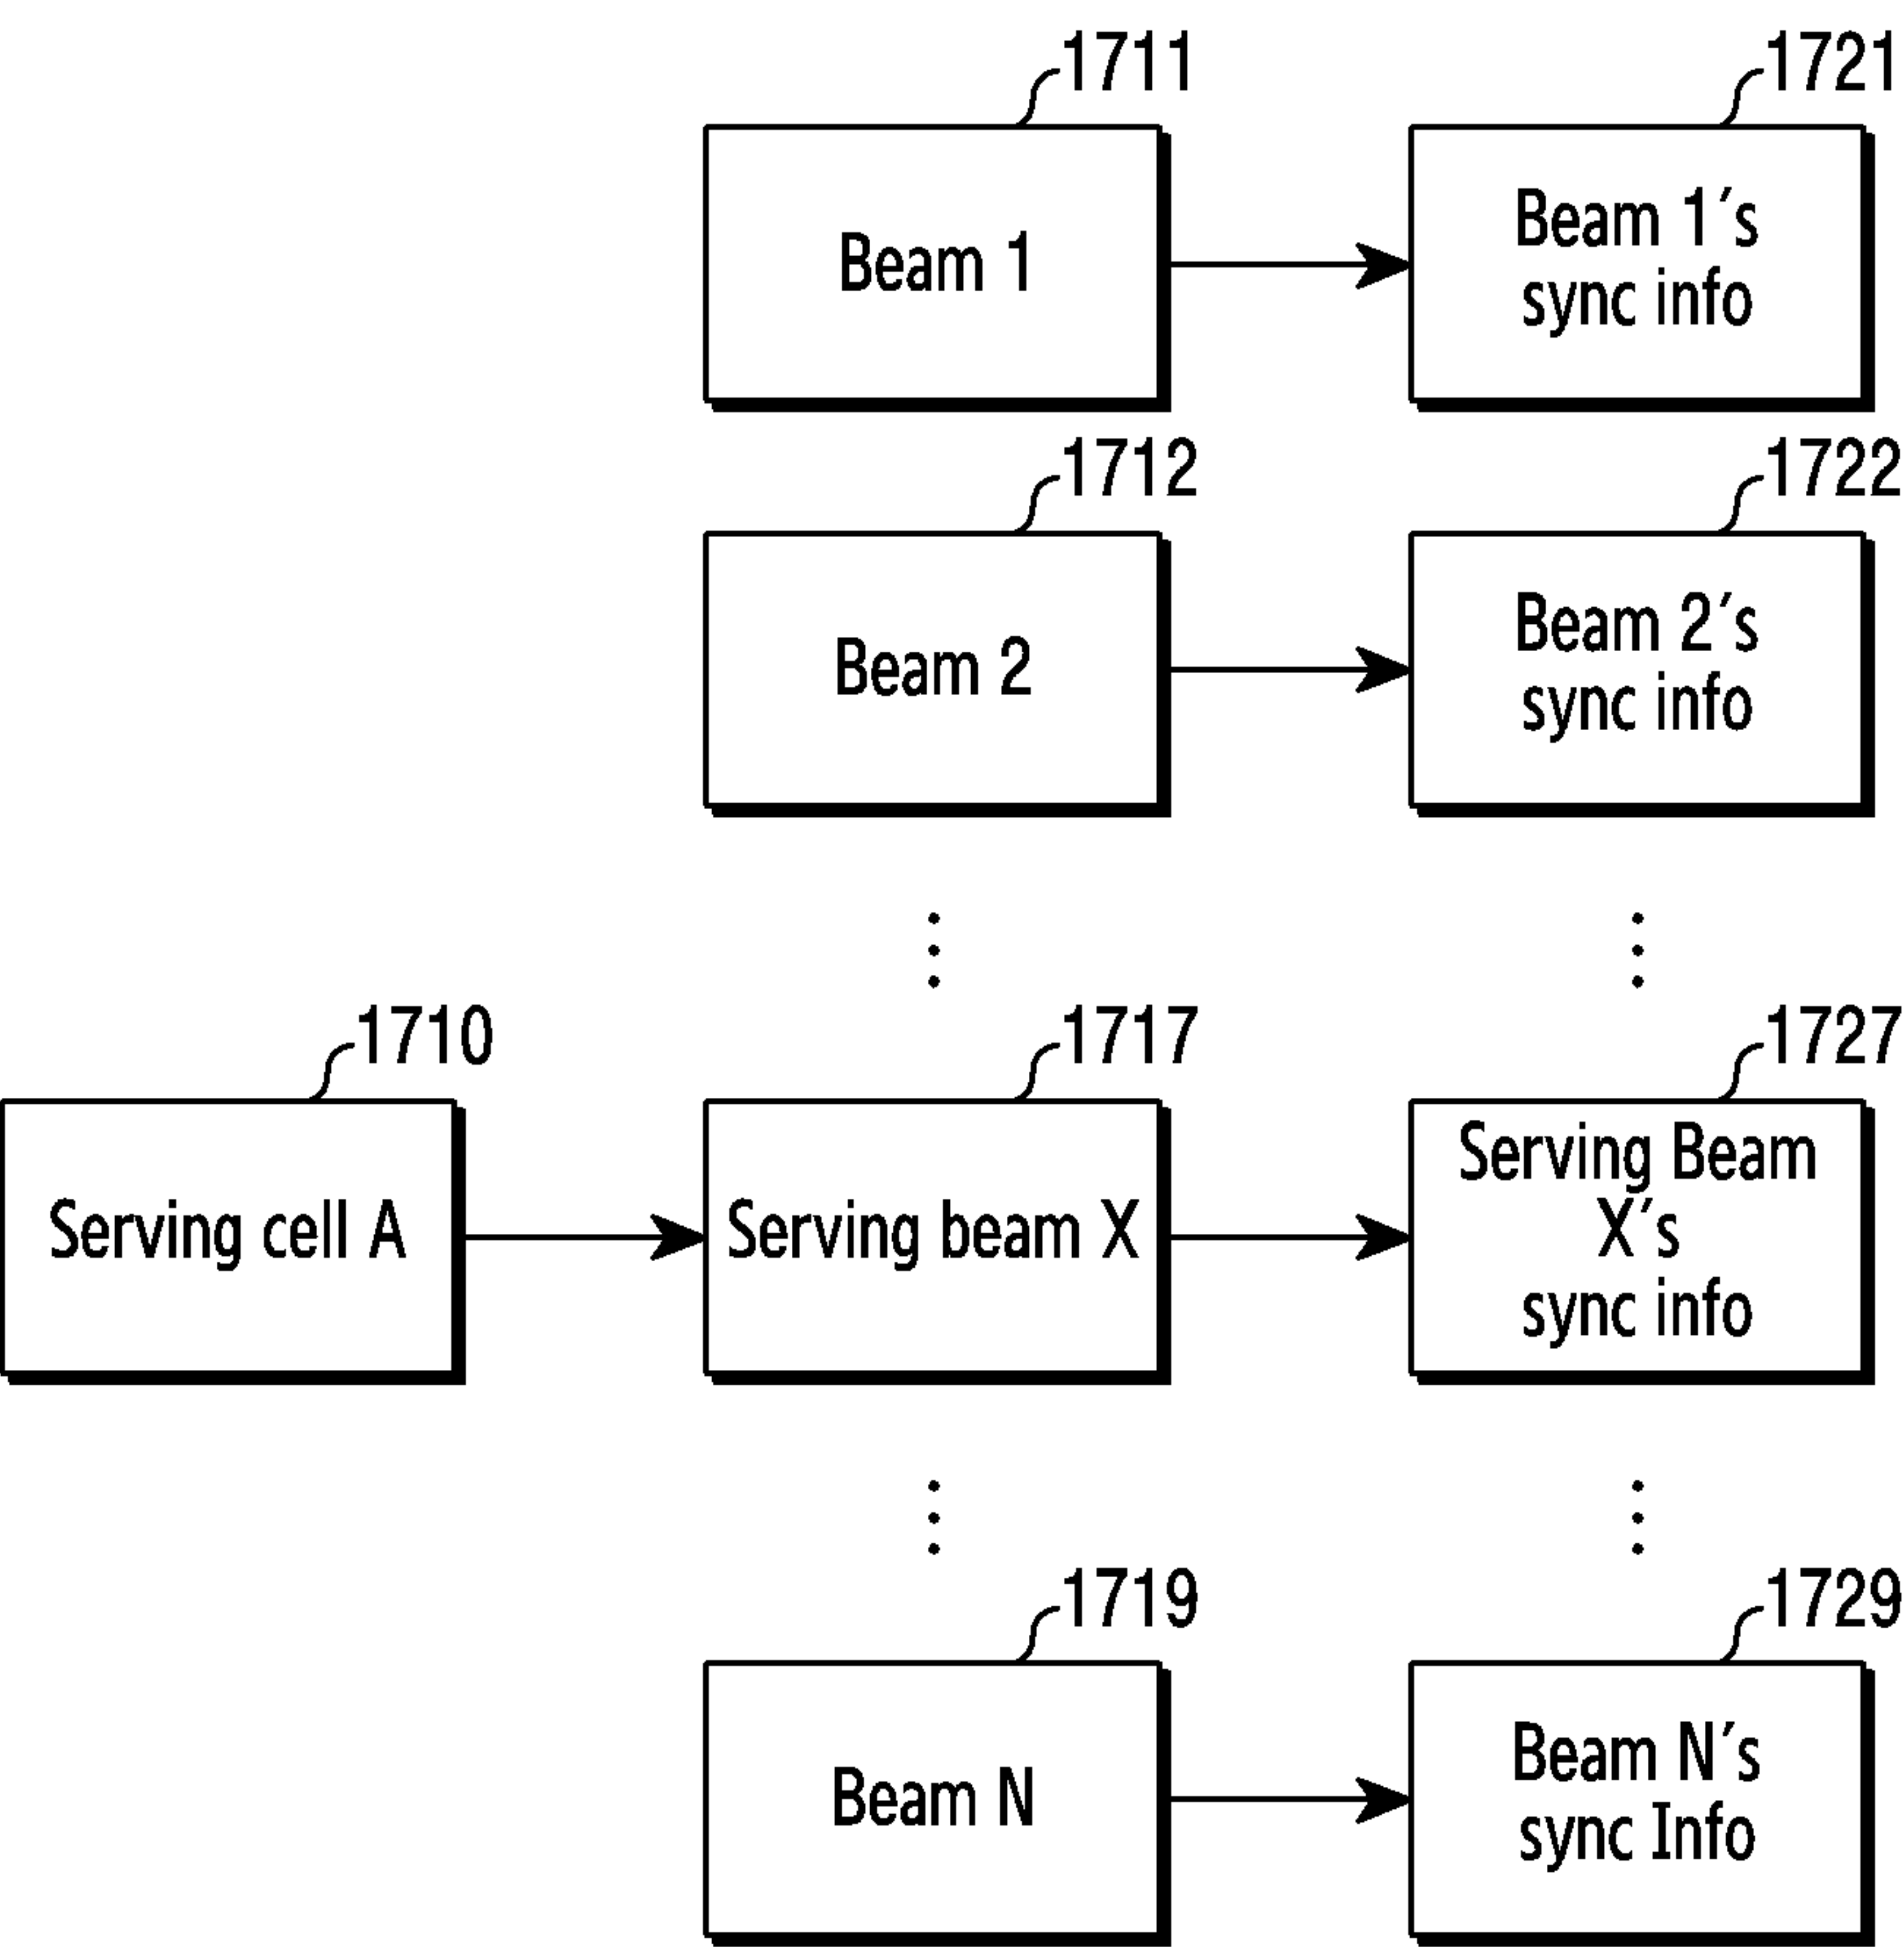 1711
1721
Beam 1
Beam 1´s
sync info
1712
1722
Beam 2
Beam 2´s
sync info
1710
1717
1727
Serving cell A
Serving beam X
Serving Beam
X´s
sync info
1719
1729
Beam N
Beam N´s
sync Info